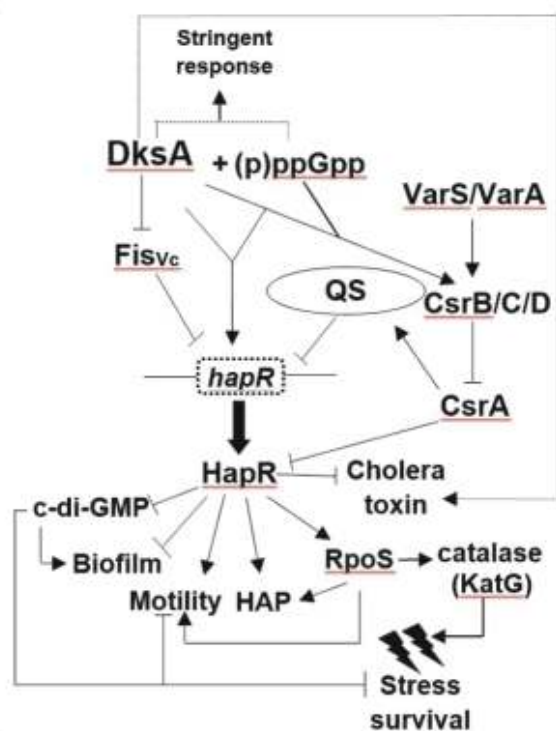 Stringent
response
DksA + (p)ppGpp
VarS/VarA
FisVc
QS
CsrB/C/D
hapR
CsrA
HapR
Cholera
toxin
c-di-GMP
Biofilm
RpoS
catalase
(KatG)
Motility HAP
Stress
survival